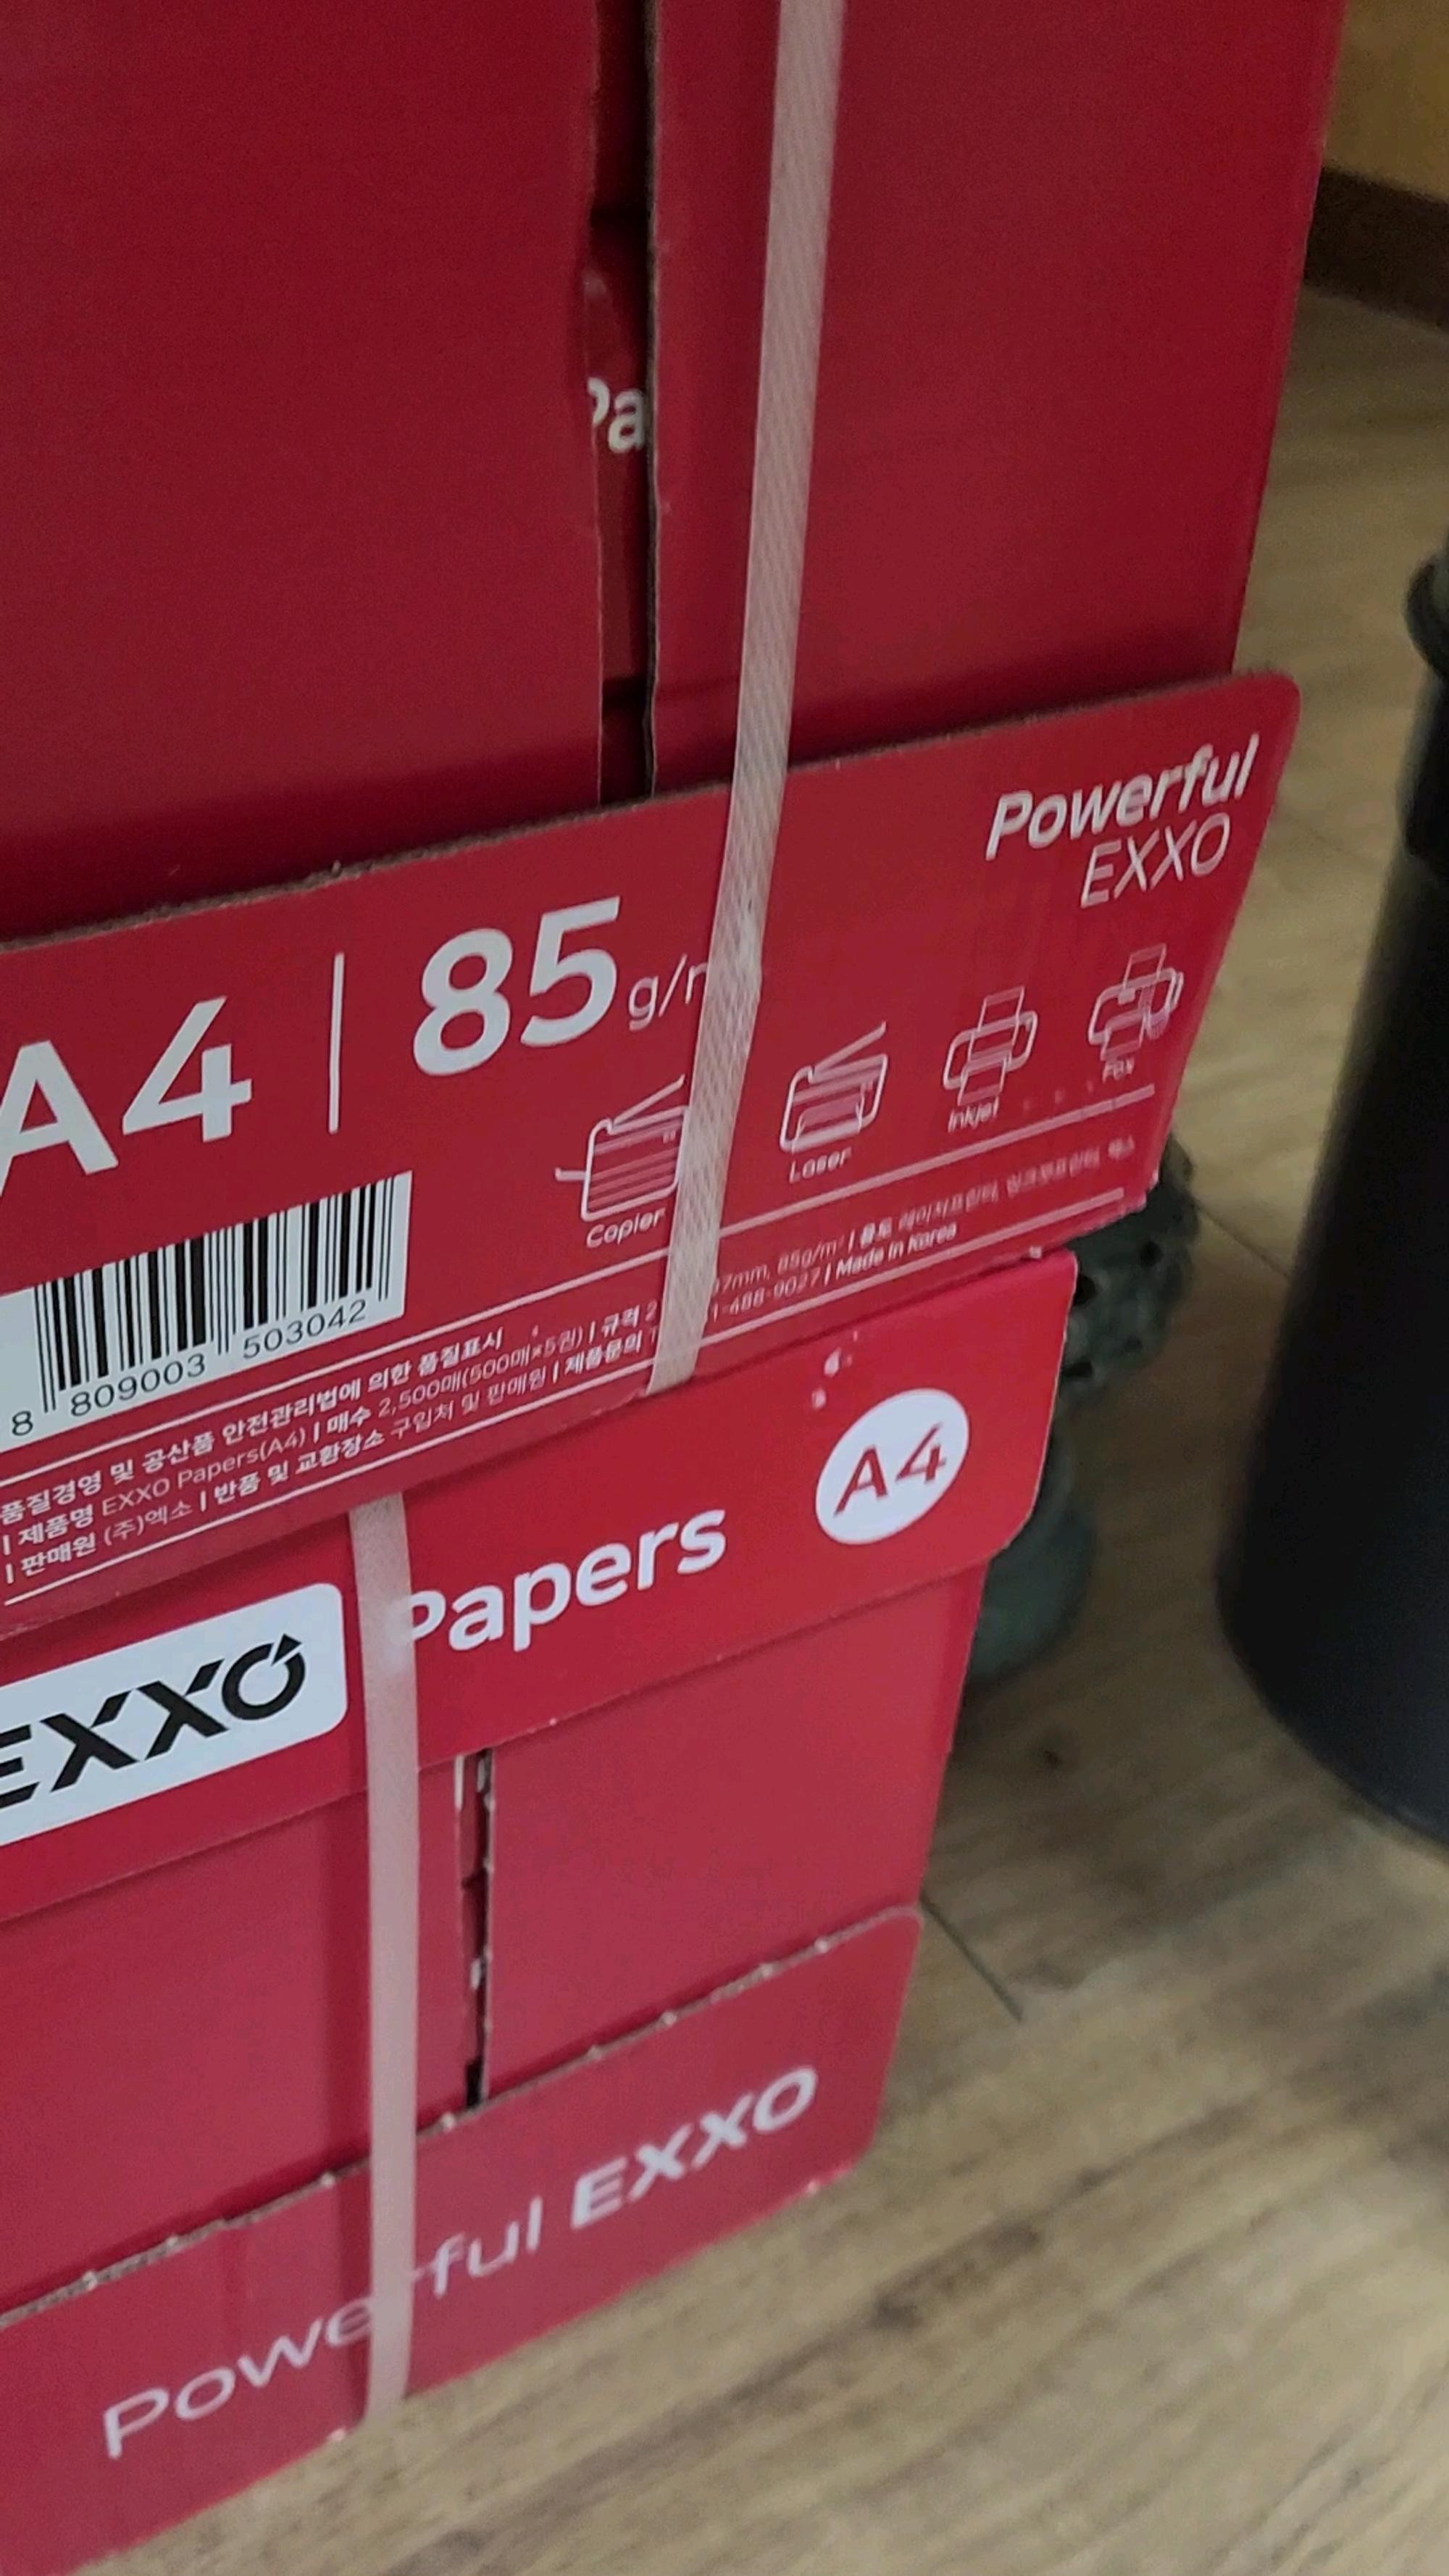 Pa
Powerful
EXXO
A4 | 85g/
Copier
Laser
Inkjet
Fax
8 809003 503042
품질경영 및 공산품 안전관리법에 의한 품질표시
| 제품명 EXXO Papers(A4) | 매수 2,500매(500매×5권) | 규격 2 7mm, 85g/m² | 용도 레이저프린터, 잉크젯프린터, 팩스
| 판매원 (주)엑소 | 반품 및 교환장소 구입처 및 판매원 | 제품문의 1-488-9027 | Made in Korea
EXXO Papers A4
Powerful EXXO